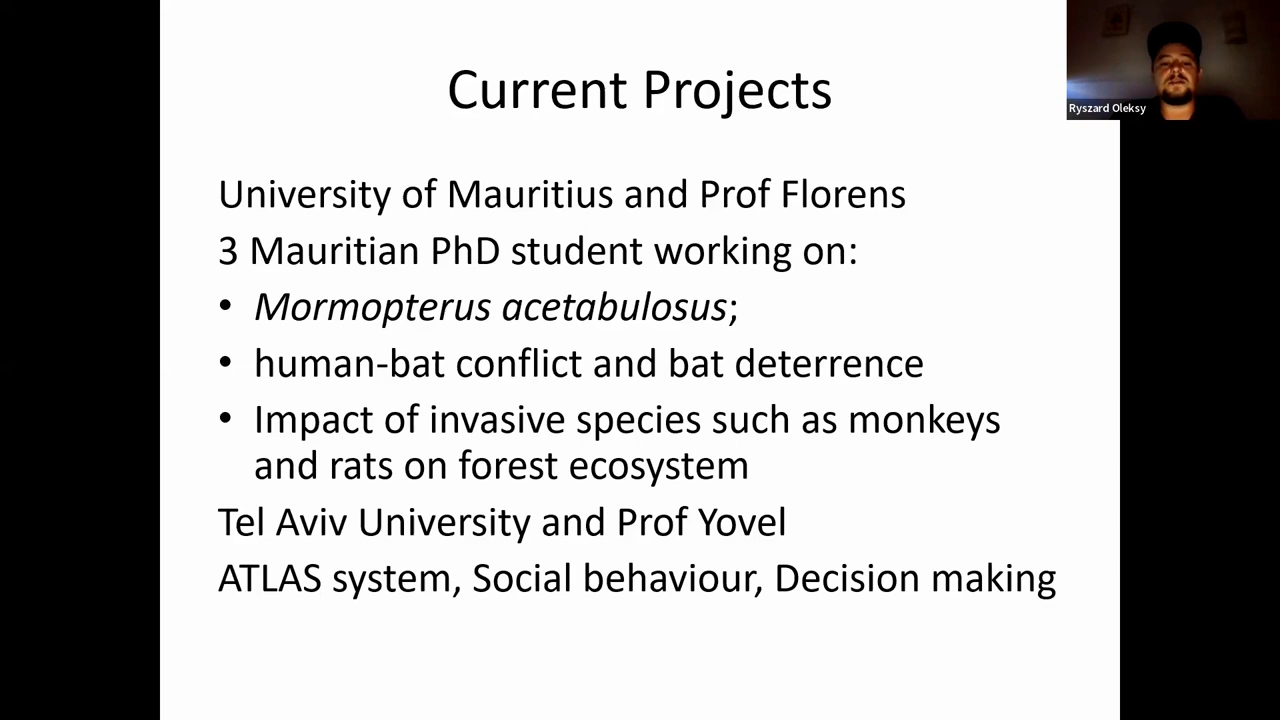 Current Projects
Ryszard Oleksy
University of Mauritius and Prof Florens
3 Mauritian PhD student working on:
• Mormopterus acetabulosus;
• human-bat conflict and bat deterrence
• Impact of invasive species such as monkeys
and rats on forest ecosystem
Tel Aviv University and Prof Yovel
ATLAS system, Social behaviour, Decision making